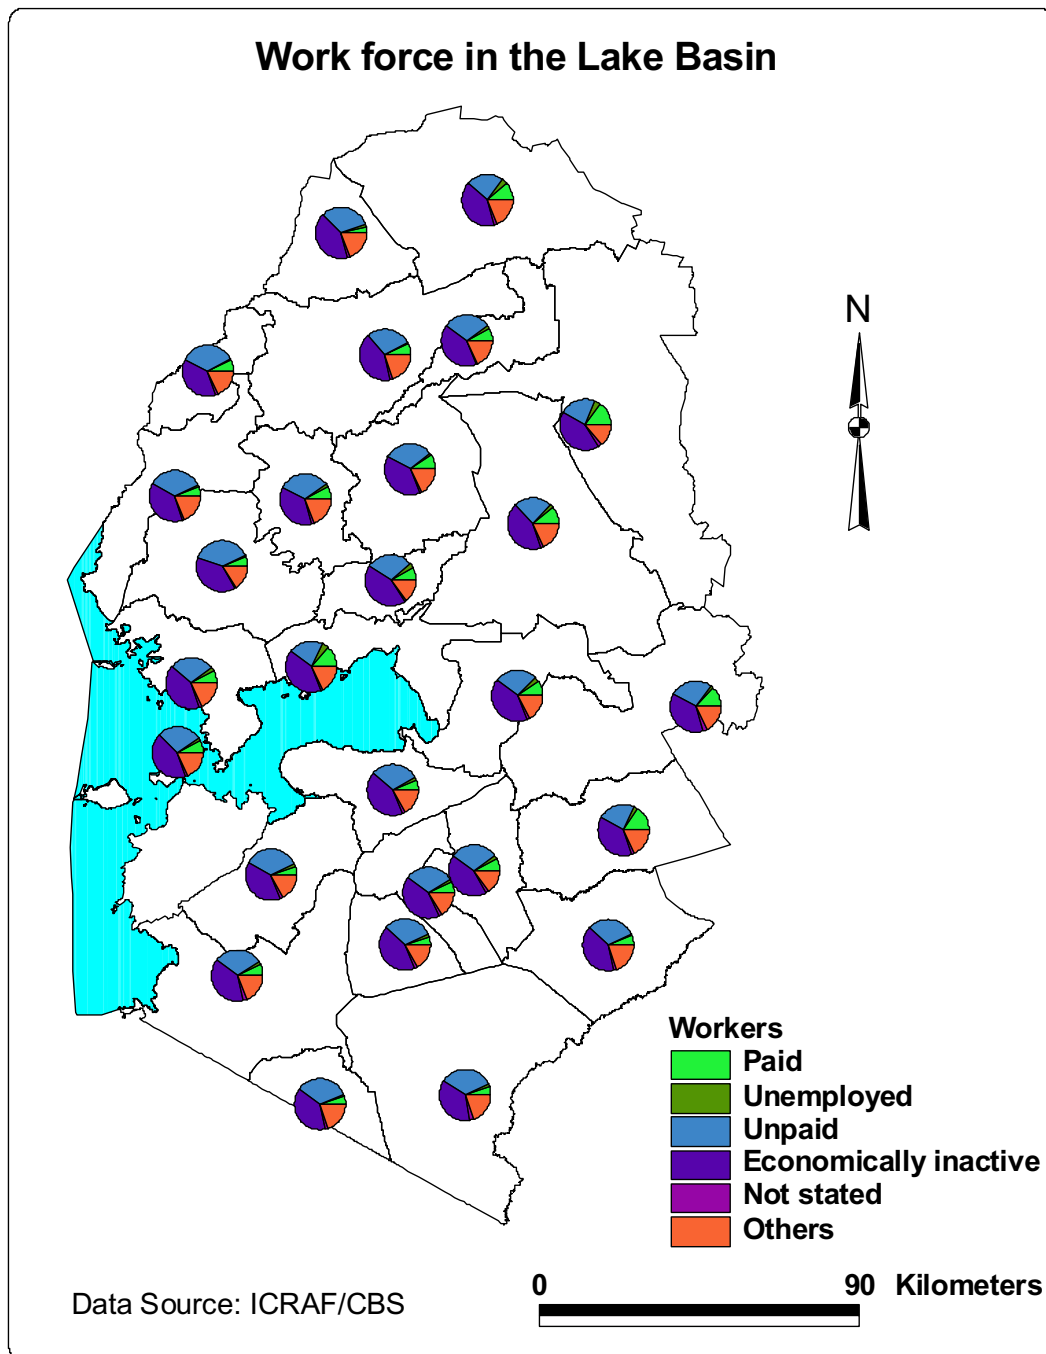 Work force in the Lake Basin
N
Workers
Paid
Unemployed
Unpaid
Economically inactive
Not stated
Others
0 90 Kilometers
Data Source: ICRAF/CBS